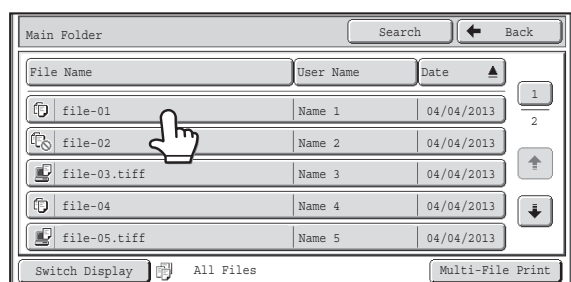 Main Folder Search Back
File Name User Name Date
file-01 Name 1 04/04/2013
file-02 Name 2 04/04/2013
file-03.tiff Name 3 04/04/2013
file-04 Name 4 04/04/2013
file-05.tiff Name 5 04/04/2013
1
2
Switch Display All Files Multi-File Print